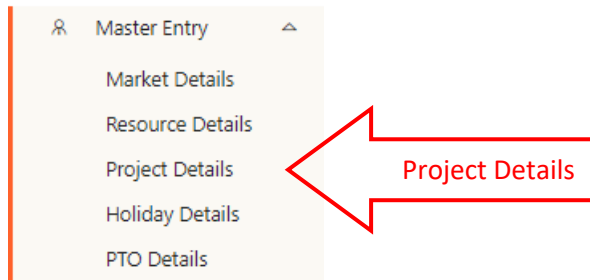 Master Entry
Market Details
Resource Details
Project Details
Project Details
Holiday Details
PTO Details